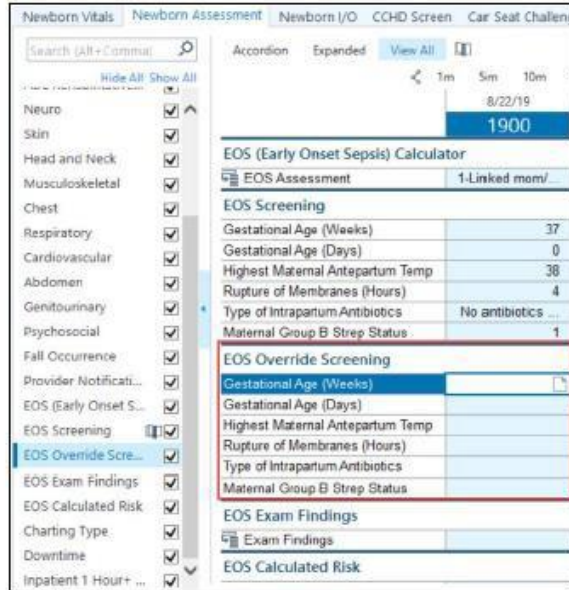 Newborn Vitals Newborn Assessment Newborn I/O CCHD Screen Car Seat Challen
Search (Alt+Comma)
Hide All Show All
Neuro
Skin
Head and Neck
Musculoskeletal
Chest
Respiratory
Cardiovascular
Abdomen
Genitourinary
Psychosocial
Fall Occurrence
Provider Notificati...
EOS (Early Onset S...
EOS Screening
EOS Override Scre...
EOS Exam Findings
EOS Calculated Risk
Charting Type
Downtime
Inpatient 1 Hour+ ...
Accordion Expanded View All
1m 5m 10m
8/22/19
1900
EOS (Early Onset Sepsis) Calculator
EOS Assessment 1-Linked mom/...
EOS Screening
Gestational Age (Weeks) 37
Gestational Age (Days) 0
Highest Maternal Antepartum Temp 38
Rupture of Membranes (Hours) 4
Type of Intrapartum Antibiotics No antibiotics ...
Maternal Group B Strep Status 1
EOS Override Screening
Gestational Age (Weeks)
Gestational Age (Days)
Highest Maternal Antepartum Temp
Rupture of Membranes (Hours)
Type of Intrapartum Antibiotics
Maternal Group B Strep Status
EOS Exam Findings
Exam Findings
EOS Calculated Risk